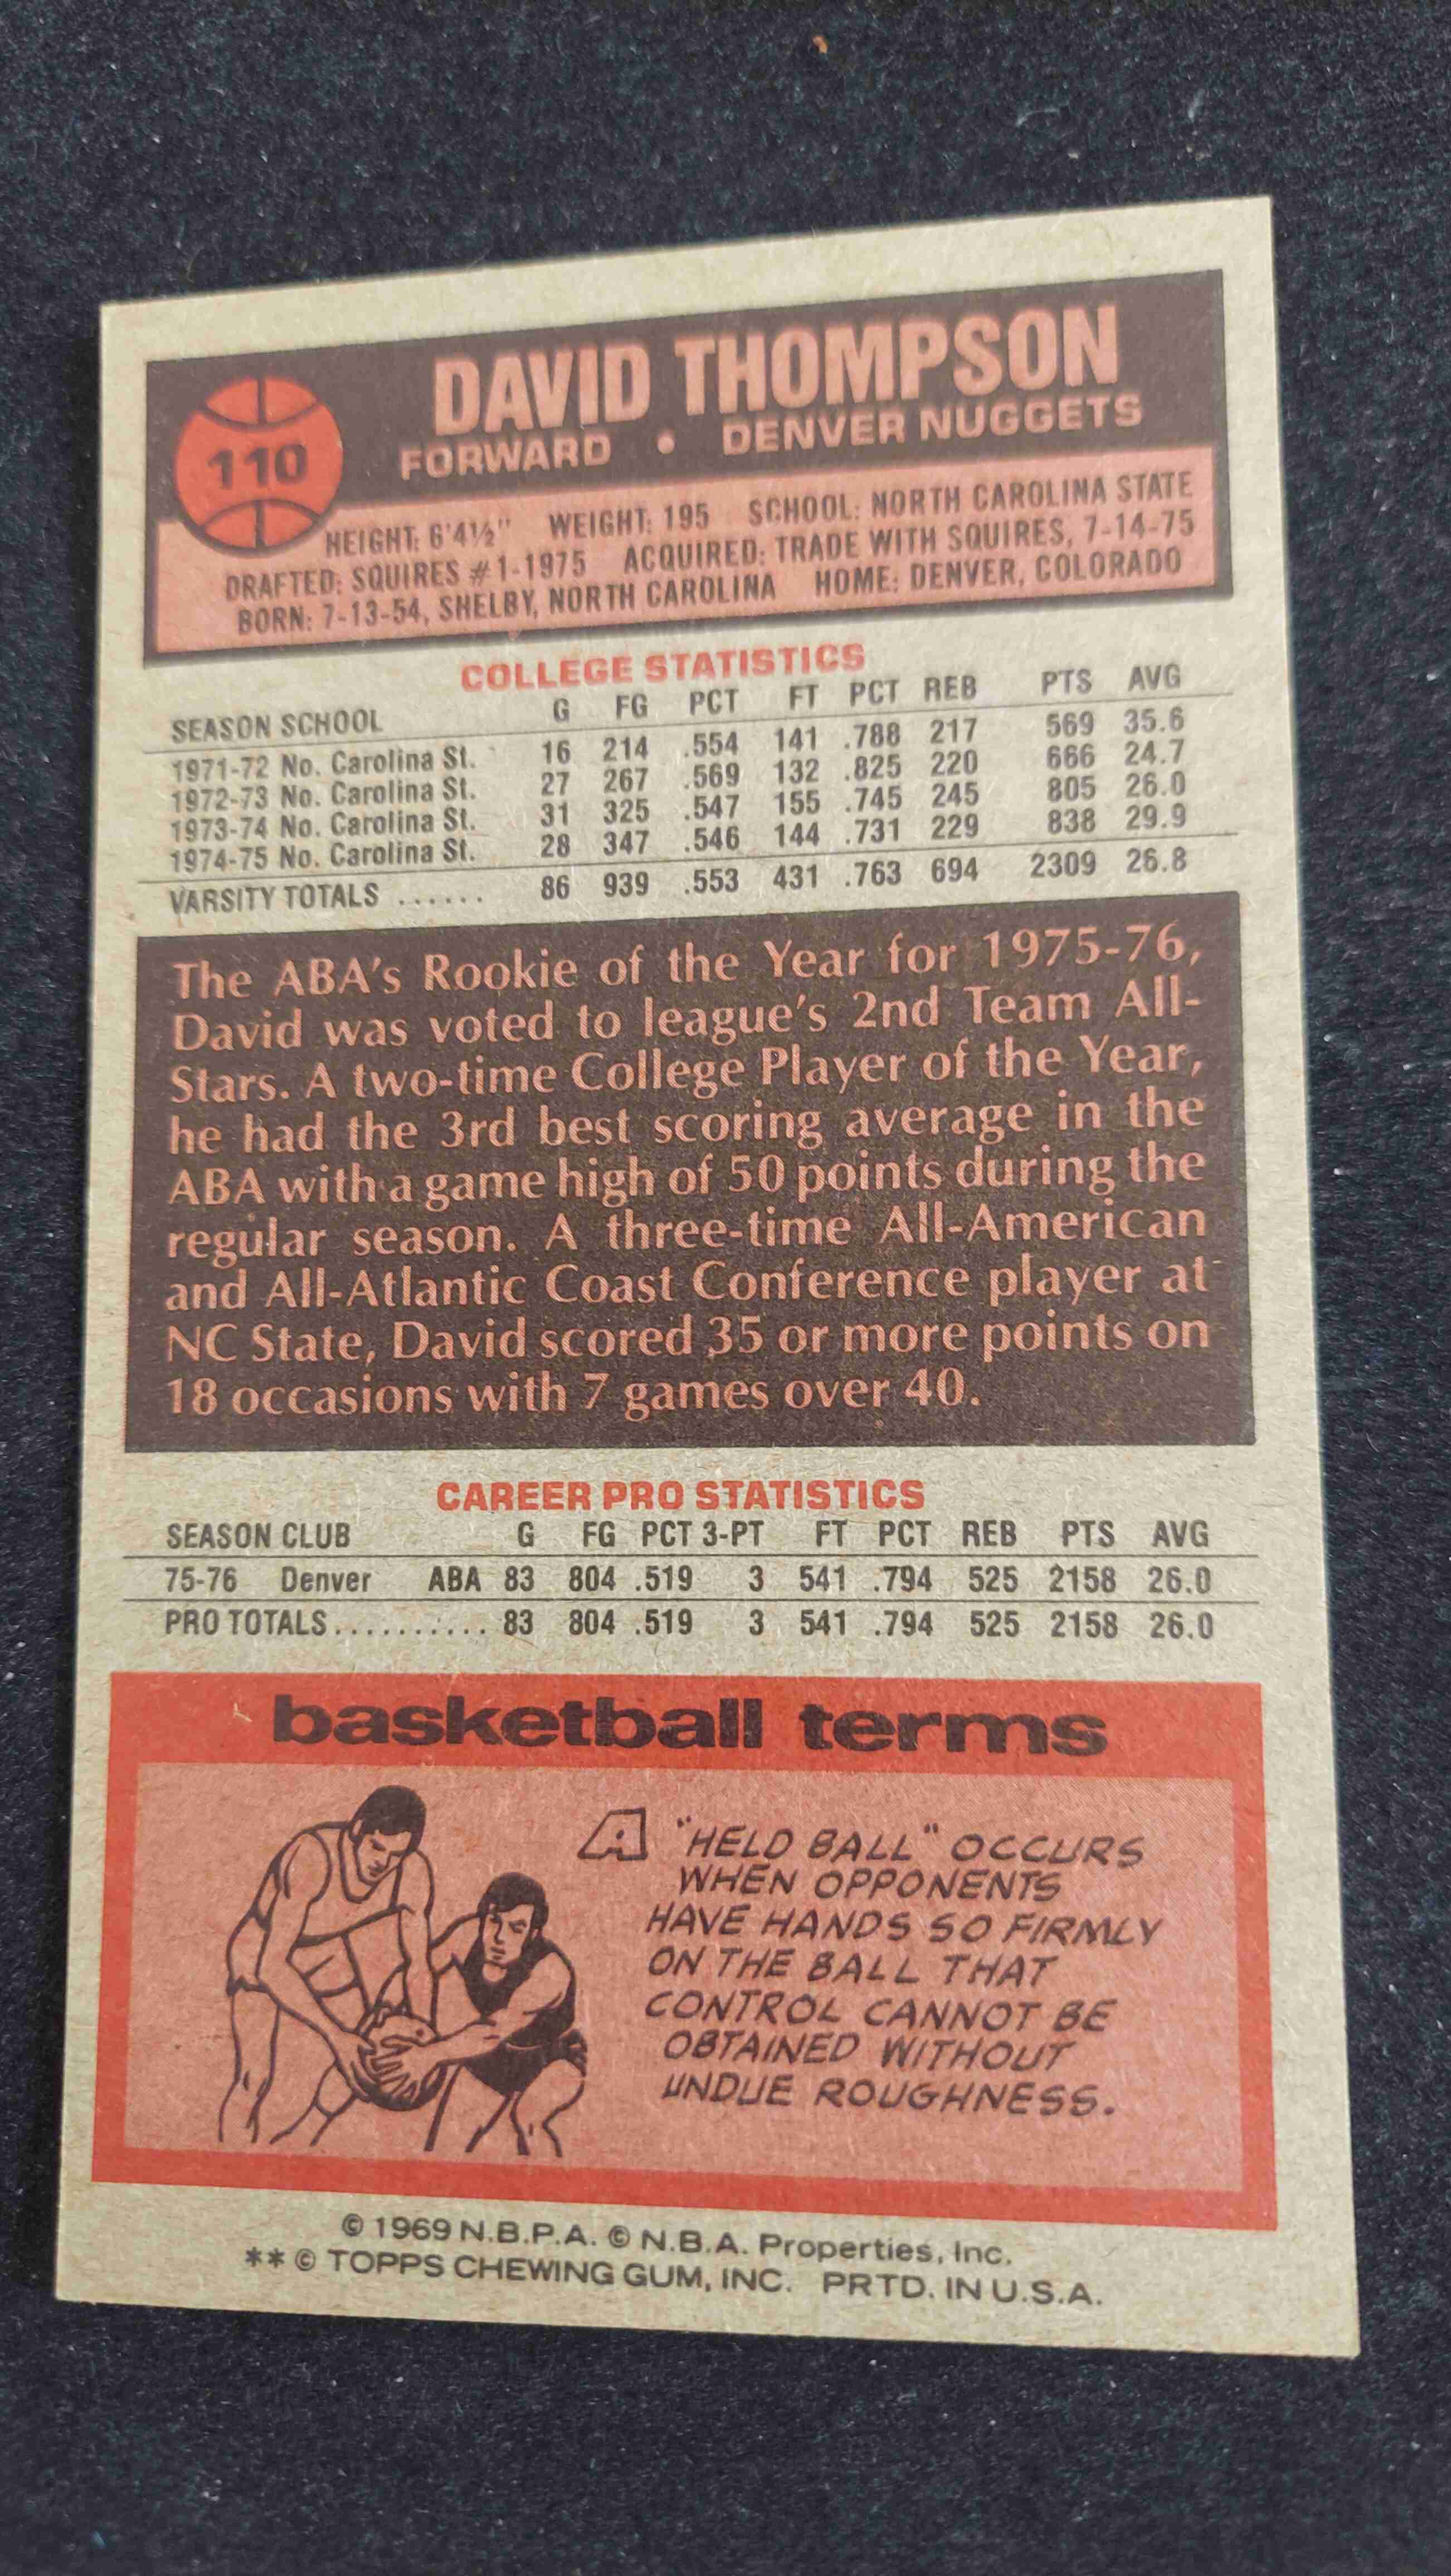 110
DAVID THOMPSON
FORWARD • DENVER NUGGETS
HEIGHT: 6'4½" WEIGHT: 195 SCHOOL: NORTH CAROLINA STATE
DRAFTED: SQUIRES #1-1975 ACQUIRED: TRADE WITH SQUIRES, 7-14-75
BORN: 7-13-54, SHELBY, NORTH CAROLINA HOME: DENVER, COLORADO
COLLEGE STATISTICS
SEASON SCHOOL G FG PCT FT PCT REB PTS AVG
1971-72 No. Carolina St. 16 214 .554 141 .788 217 569 35.6
1972-73 No. Carolina St. 27 267 .569 132 .825 220 666 24.7
1973-74 No. Carolina St. 31 325 .547 155 .745 245 805 26.0
1974-75 No. Carolina St. 28 347 .546 144 .731 229 838 29.9
VARSITY TOTALS ...... 86 939 .553 431 .763 694 2309 26.8
The ABA's Rookie of the Year for 1975-76,
David was voted to league's 2nd Team All-
Stars. A two-time College Player of the Year,
he had the 3rd best scoring average in the
ABA with a game high of 50 points during the
regular season. A three-time All-American
and All-Atlantic Coast Conference player at
NC State, David scored 35 or more points on
18 occasions with 7 games over 40.
CAREER PRO STATISTICS
SEASON CLUB G FG PCT 3-PT FT PCT REB PTS AVG
75-76 Denver ABA 83 804 .519 3 541 .794 525 2158 26.0
PRO TOTALS.......... 83 804 .519 3 541 .794 525 2158 26.0
basketball terms
A "HELD BALL" OCCURS
WHEN OPPONENTS
HAVE HANDS SO FIRMLY
ON THE BALL THAT
CONTROL CANNOT BE
OBTAINED WITHOUT
UNDUE ROUGHNESS.
© 1969 N.B.P.A. © N.B.A. Properties, Inc.
** © TOPPS CHEWING GUM, INC. PRTD. IN U.S.A.